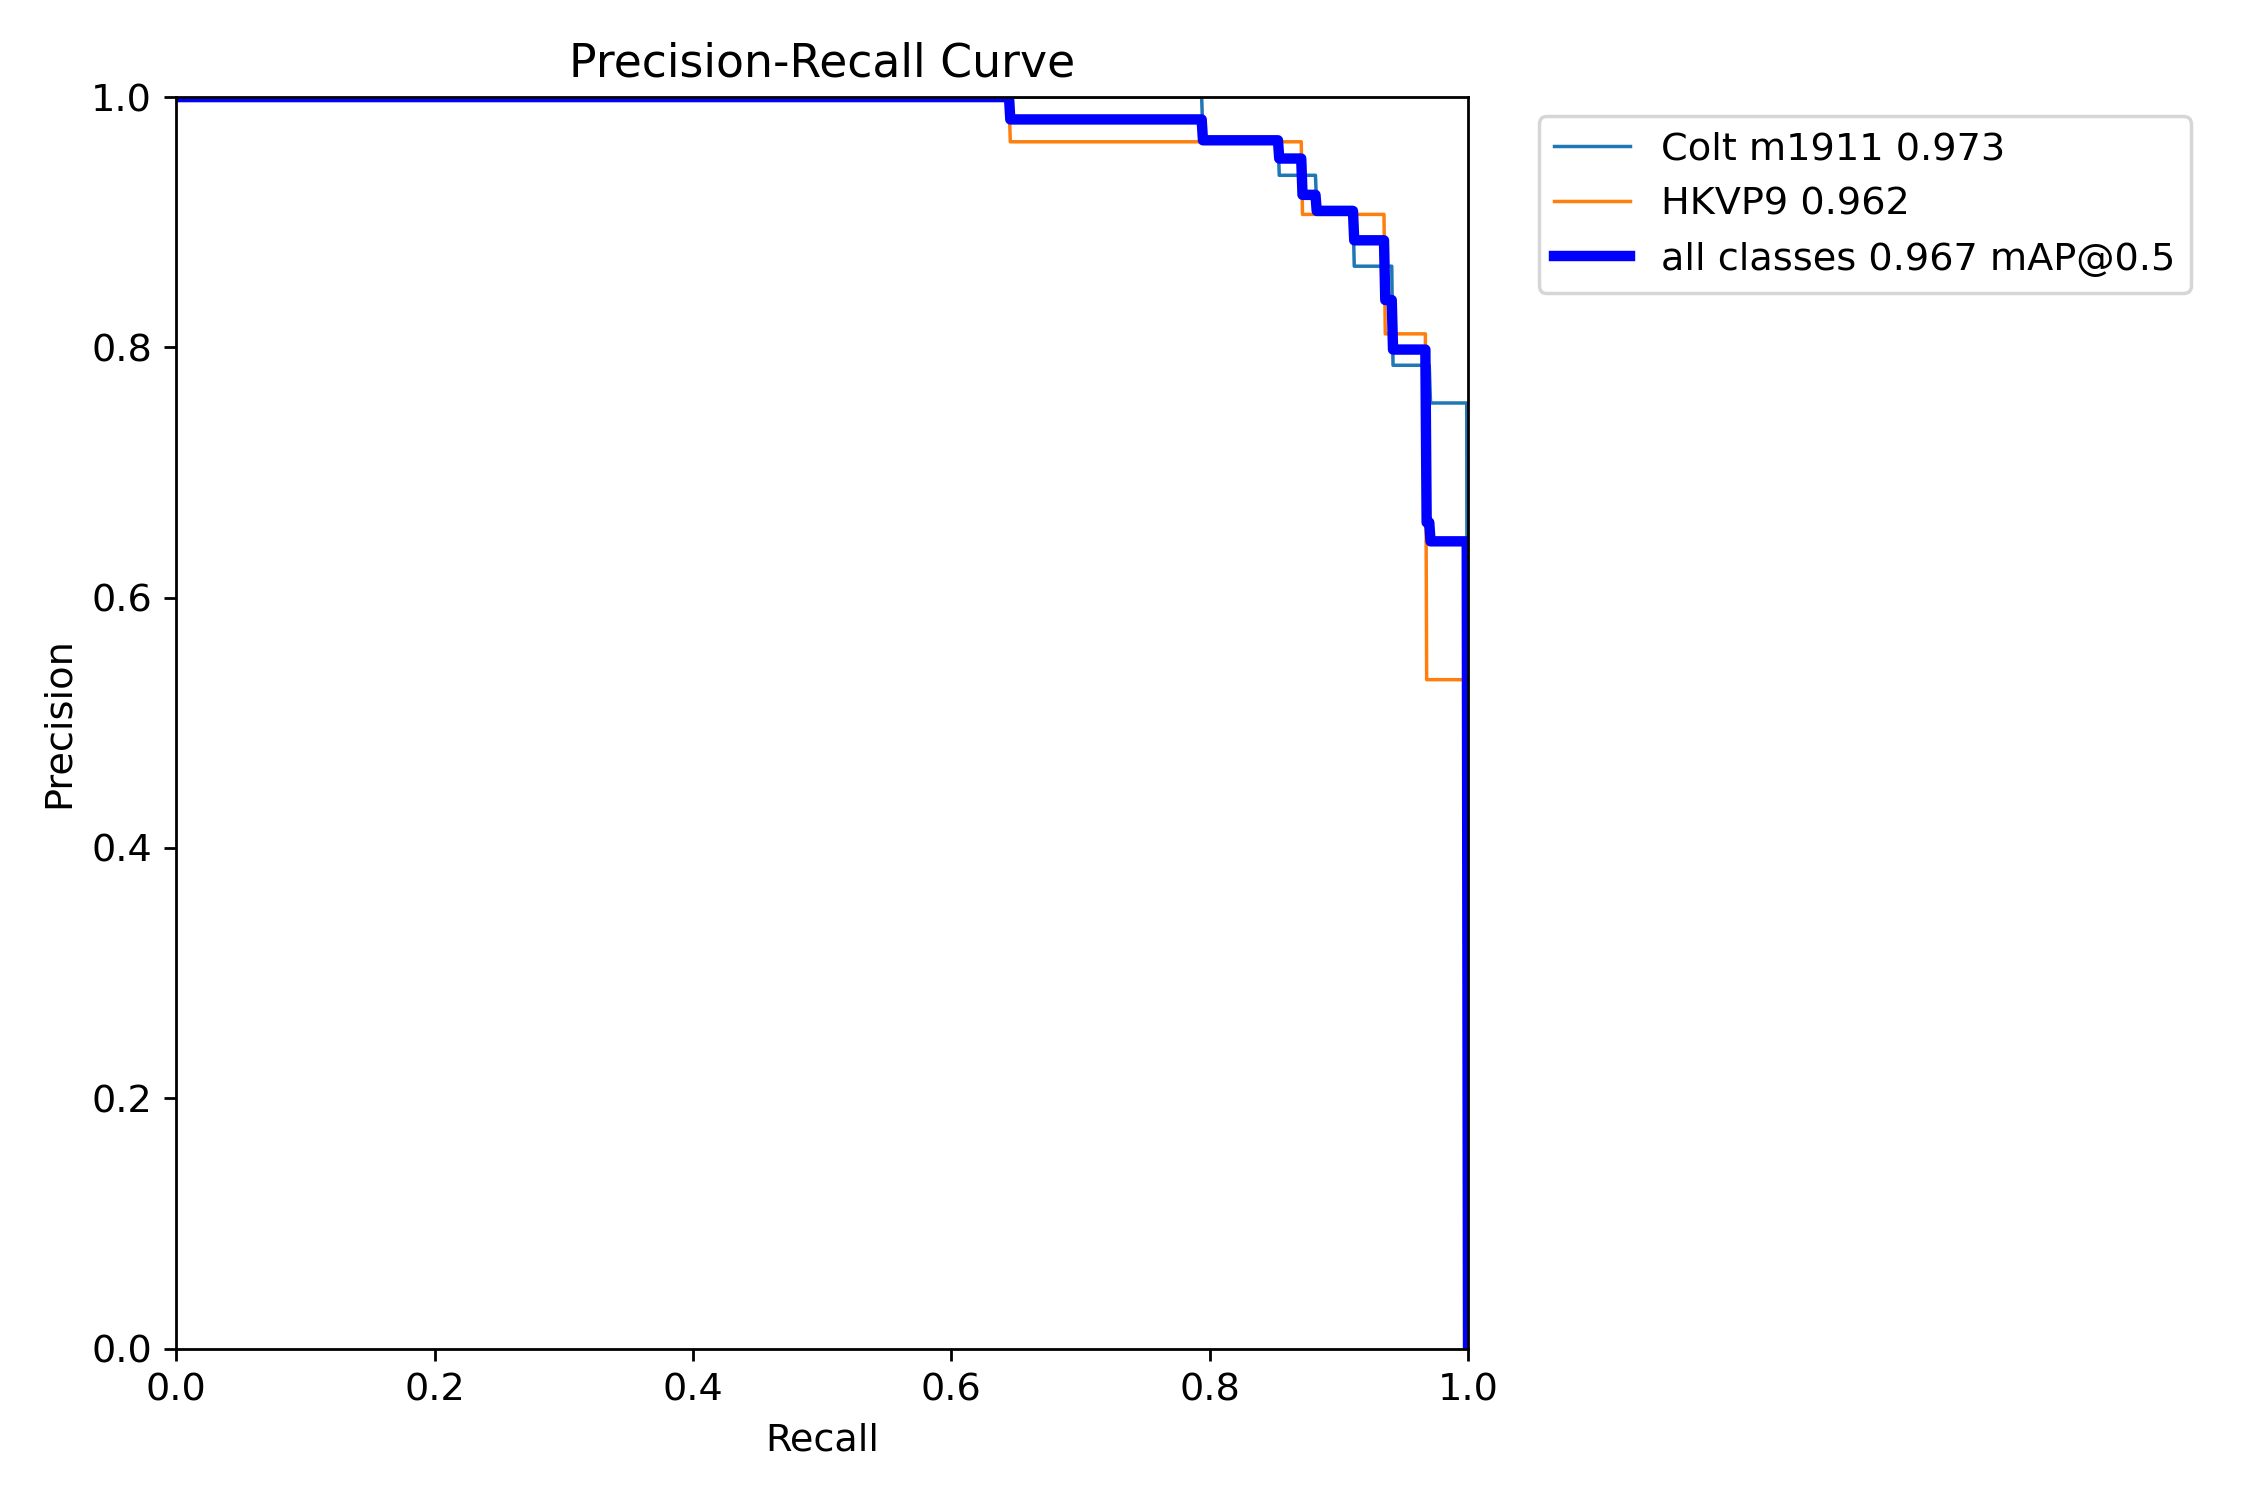 Precision-Recall Curve
1.0
0.8
0.6
0.4
0.2
0.0
Precision
0.0 0.2 0.4 0.6 0.8 1.0
Recall
Colt m1911 0.973
HKVP9 0.962
all classes 0.967 mAP@0.5